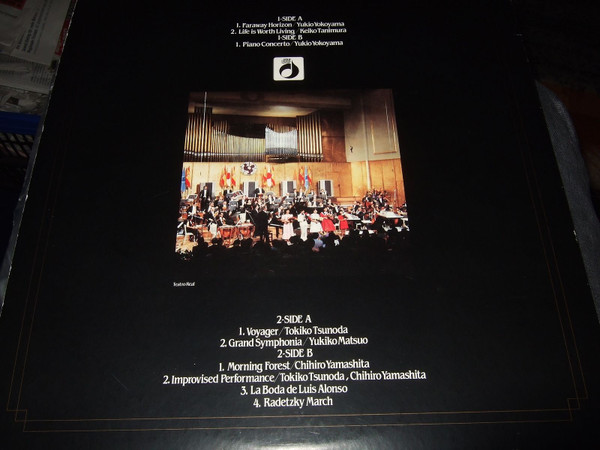 1-SIDE A
1. Faraway Horizon/Yukio Yokoyama
2. Life is Worth Living/Keiko Tanimura
1-SIDE B
1. Piano Concerto/Yukio Yokoyama
Teatro Real
2-SIDE A
1. Voyager/Tokiko Tsunoda
2. Grand Symphonia/Yukiko Matsuo
2-SIDE B
1. Morning Forest/Chihiro Yamashita
2. Improvised Performance/Tokiko Tsunoda, Chihiro Yamashita
3. La Boda de Luis Alonso
4. Radetzky March